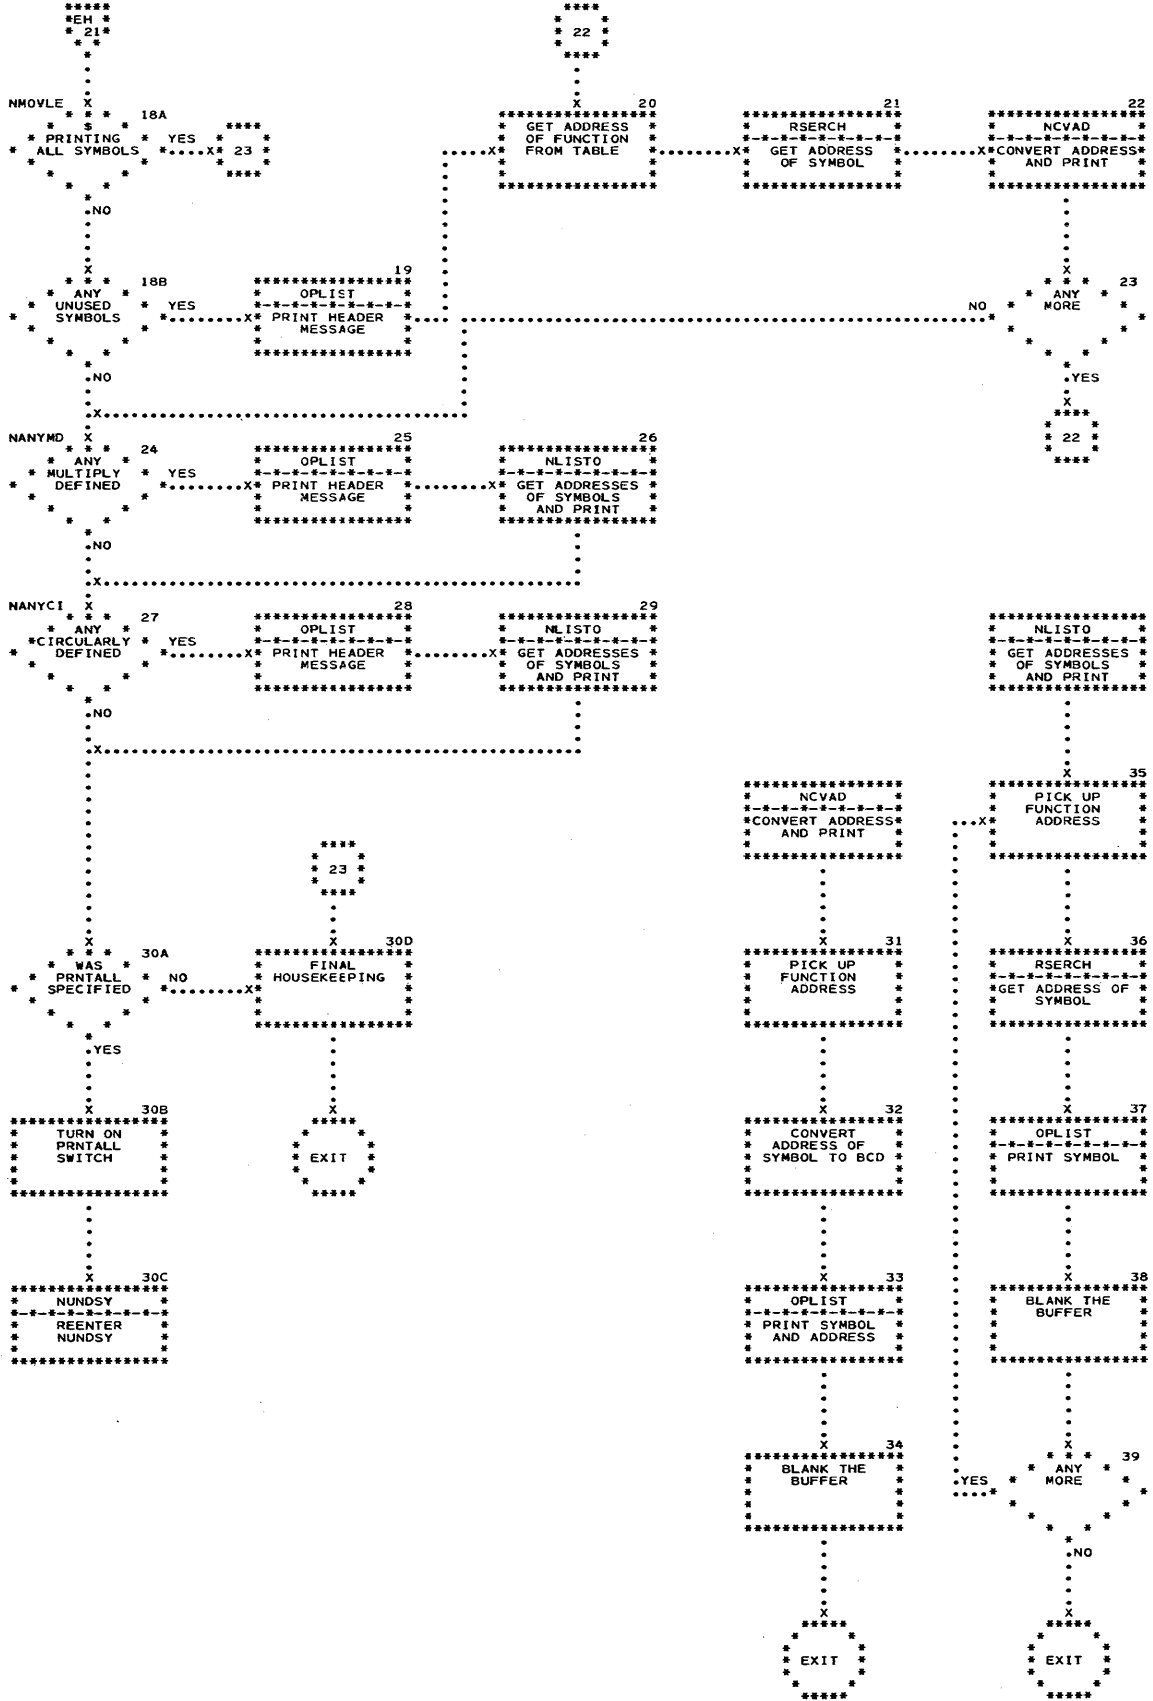 EH
21
22
NMOVLE
18A
$
PRINTING
ALL SYMBOLS
YES
23
NO
20
GET ADDRESS
OF FUNCTION
FROM TABLE
21
RSERCH
GET ADDRESS
OF SYMBOL
22
NCVAD
CONVERT ADDRESS
AND PRINT
18B
ANY
UNUSED
SYMBOLS
YES
NO
19
OPLIST
PRINT HEADER
MESSAGE
23
ANY
MORE
NO
YES
22
NANYMD
24
ANY
MULTIPLY
DEFINED
YES
NO
25
OPLIST
PRINT HEADER
MESSAGE
26
NLISTO
GET ADDRESSES
OF SYMBOLS
AND PRINT
NANYCI
27
ANY
CIRCULARLY
DEFINED
YES
NO
28
OPLIST
PRINT HEADER
MESSAGE
29
NLISTO
GET ADDRESSES
OF SYMBOLS
AND PRINT
NLISTO
GET ADDRESSES
OF SYMBOLS
AND PRINT
NCVAD
CONVERT ADDRESS
AND PRINT
35
PICK UP
FUNCTION
ADDRESS
23
30A
WAS
PRNTALL
SPECIFIED
NO
YES
30D
FINAL
HOUSEKEEPING
31
PICK UP
FUNCTION
ADDRESS
36
RSERCH
GET ADDRESS OF
SYMBOL
30B
TURN ON
PRNTALL
SWITCH
EXIT
32
CONVERT
ADDRESS OF
SYMBOL TO BCD
37
OPLIST
PRINT SYMBOL
30C
NUNDSY
REENTER
NUNDSY
33
OPLIST
PRINT SYMBOL
AND ADDRESS
38
BLANK THE
BUFFER
34
BLANK THE
BUFFER
39
ANY
MORE
YES
NO
EXIT
EXIT